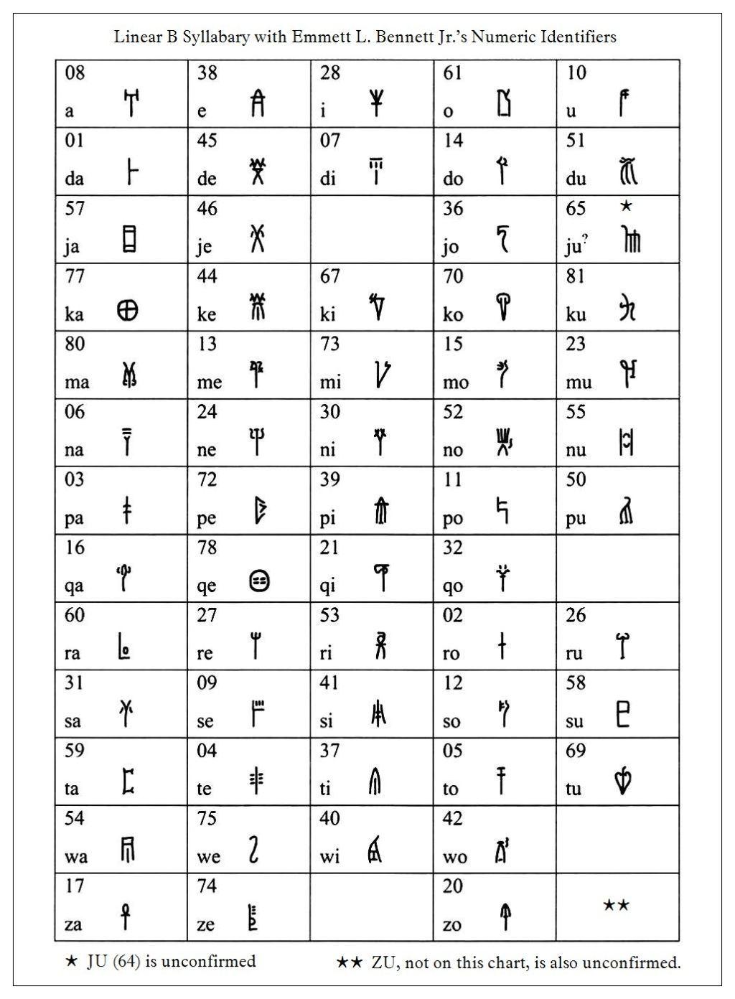 Linear B Syllabary with Emmett L. Bennett Jr.'s Numeric Identifiers
08 38 28 61 10
a 𐀀 e 𐀁 i 𐀂 o 𐀃 u 𐀄
01 45 07 14 51
da 𐀅 de 𐀆 di 𐀇 do 𐀈 du 𐀉
57 46 36 65 ★
ja 𐀊 je 𐀋 jo 𐀍 ju? 𐀎
77 44 67 70 81
ka 𐀏 ke 𐀐 ki 𐀑 ko 𐀒 ku 𐀓
80 13 73 15 23
ma 𐀔 me 𐀕 mi 𐀖 mo 𐀗 mu 𐀘
06 24 30 52 55
na 𐀙 ne 𐀚 ni 𐀛 no 𐀜 nu 𐀝
03 72 39 11 50
pa 𐀞 pe 𐀟 pi 𐀠 po 𐀡 pu 𐀢
16 78 21 32
qa 𐀣 qe 𐀤 qi 𐀥 qo 𐀦
60 27 53 02 26
ra 𐀨 re 𐀩 ri 𐀪 ro 𐀫 ru 𐀬
31 09 41 12 58
sa 𐀭 se 𐀮 si 𐀯 so 𐀰 su 𐀱
59 04 37 05 69
ta 𐀲 te 𐀳 ti 𐀴 to 𐀵 tu 𐀶
54 75 40 42
wa 𐀷 we 𐀸 wi 𐀹 wo 𐀺
17 74 20 ★★
za 𐀼 ze 𐀽 zo 𐀿
★ JU (64) is unconfirmed ★★ ZU, not on this chart, is also unconfirmed.